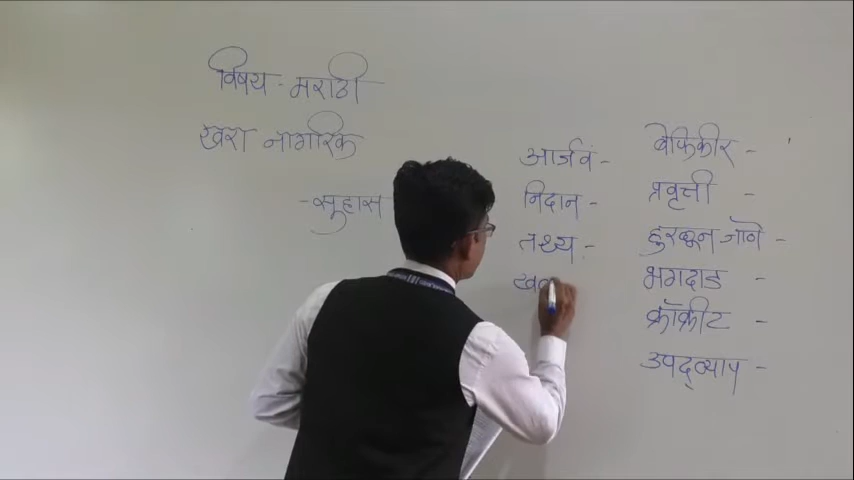 विषय - मराठी
खरा नागरिक
- सुहास
आर्जवं -
निदान -
तथ्य -
बेफिकीर -
प्रवृत्ती -
हुरळून जाणे -
भगदाड -
क्रॉंक्रीट -
उपद्व्याप -